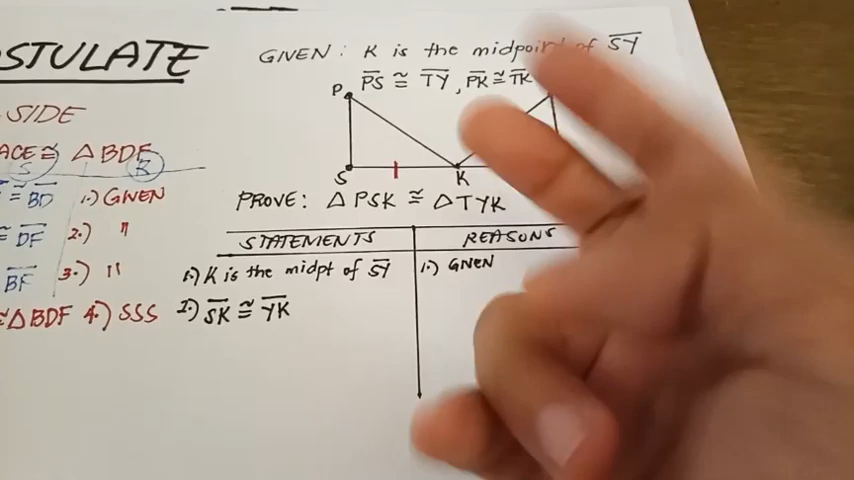 STULATE
SIDE
ACE ≅ △BDF
≅ BD 1.) GIVEN
≅ DF 2.) "
BF 3.) "
≅ △BDF 4.) SSS
GIVEN: K is the midpoint of SY
PS ≅ TY, PK ≅ TK
P
S K
PROVE: △PSK ≅ △TYK
STATEMENTS REASONS
1.) K is the midpt of SY 1.) GIVEN
2.) SK ≅ YK